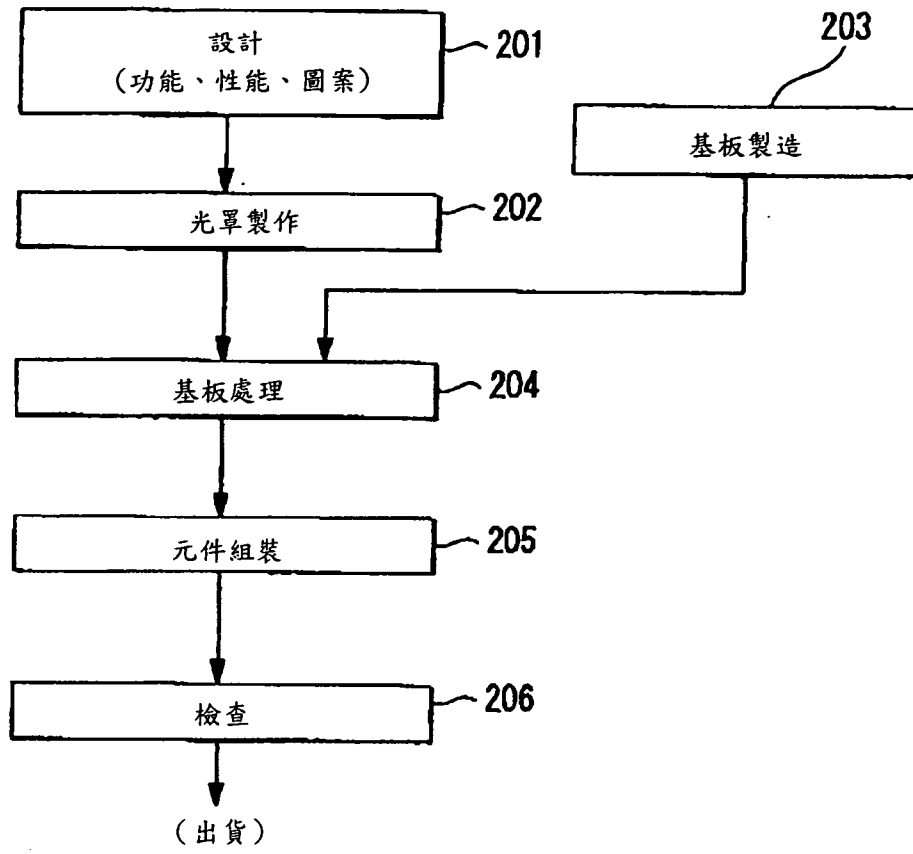 設計
(功能、性能、圖案)
201
203
基板製造
光罩製作
202
基板處理
204
元件組裝
205
檢查
206
(出貨)